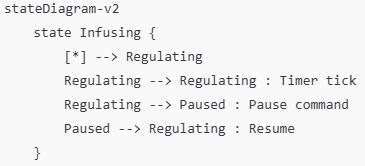 stateDiagram-v2
    state Infusing {
        [*] --> Regulating
        Regulating --> Regulating : Timer tick
        Regulating --> Paused : Pause command
        Paused --> Regulating : Resume
    }